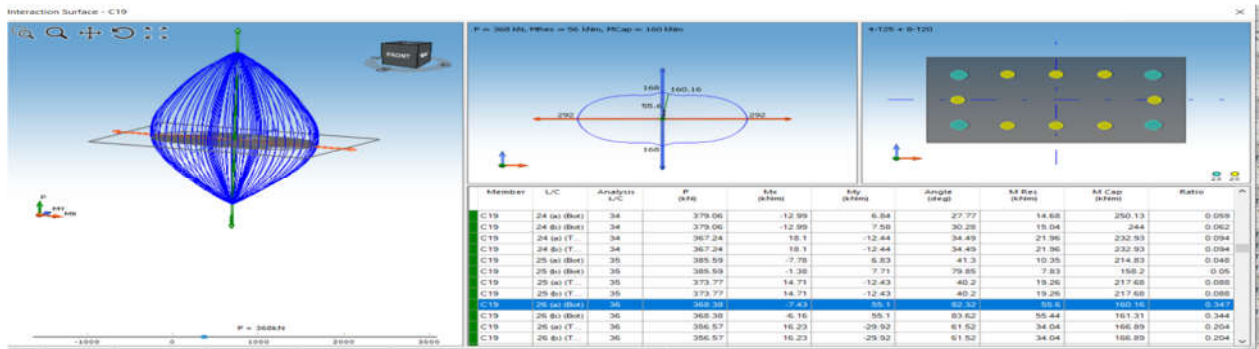 Interaction Surface - C19
FRONT
P
MY
MX
P = 368kN
-1000 0 1000 2000 3000
P = 368 kN, MRes = 56 kNm, MCap = 160 kNm
168 160.16
55.6
292 292
168
4-T25 + 8-T20
Member L/C Analysis L/C P (kN) Mx (kNm) My (kNm) Angle (deg) M Res (kNm) M Cap (kNm) Ratio
C19 24 (a) (Bot) 34 379.06 -12.99 6.84 27.77 14.68 250.13 0.059
C19 24 (b) (Bot) 34 379.06 -12.99 7.58 30.28 15.04 244 0.062
C19 24 (a) (T... 34 367.24 18.1 -12.44 34.49 21.96 232.93 0.094
C19 24 (b) (T... 34 367.24 18.1 -12.44 34.49 21.96 232.93 0.094
C19 25 (a) (Bot) 35 385.59 -7.78 6.83 41.3 10.35 214.83 0.048
C19 25 (b) (Bot) 35 385.59 -1.38 7.71 79.85 7.83 158.2 0.05
C19 25 (a) (T... 35 373.77 14.71 -12.43 40.2 19.26 217.68 0.088
C19 25 (b) (T... 35 373.77 14.71 -12.43 40.2 19.26 217.68 0.088
C19 26 (a) (Bot) 36 368.38 -7.43 55.1 82.32 55.6 160.16 0.347
C19 26 (b) (Bot) 36 368.38 -6.16 55.1 83.62 55.44 161.31 0.344
C19 26 (a) (T... 36 356.57 16.23 -29.92 61.52 34.04 166.89 0.204
C19 26 (b) (T... 36 356.57 16.23 -29.92 61.52 34.04 166.89 0.204